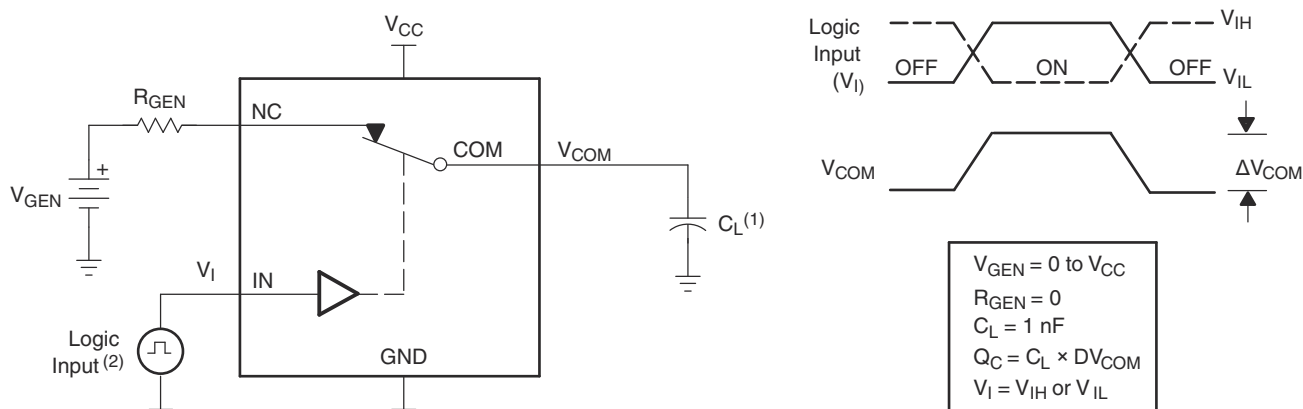 V_CC
R_GEN
NC
COM
V_COM
+
V_GEN
C_L(1)
V_I
IN
Logic
Input(2)
GND
Logic
Input
(V_I)
OFF
ON
OFF
V_IH
V_IL
V_COM
ΔV_COM
V_GEN = 0 to V_CC
R_GEN = 0
C_L = 1 nF
Q_C = C_L × DV_COM
V_I = V_IH or V_IL